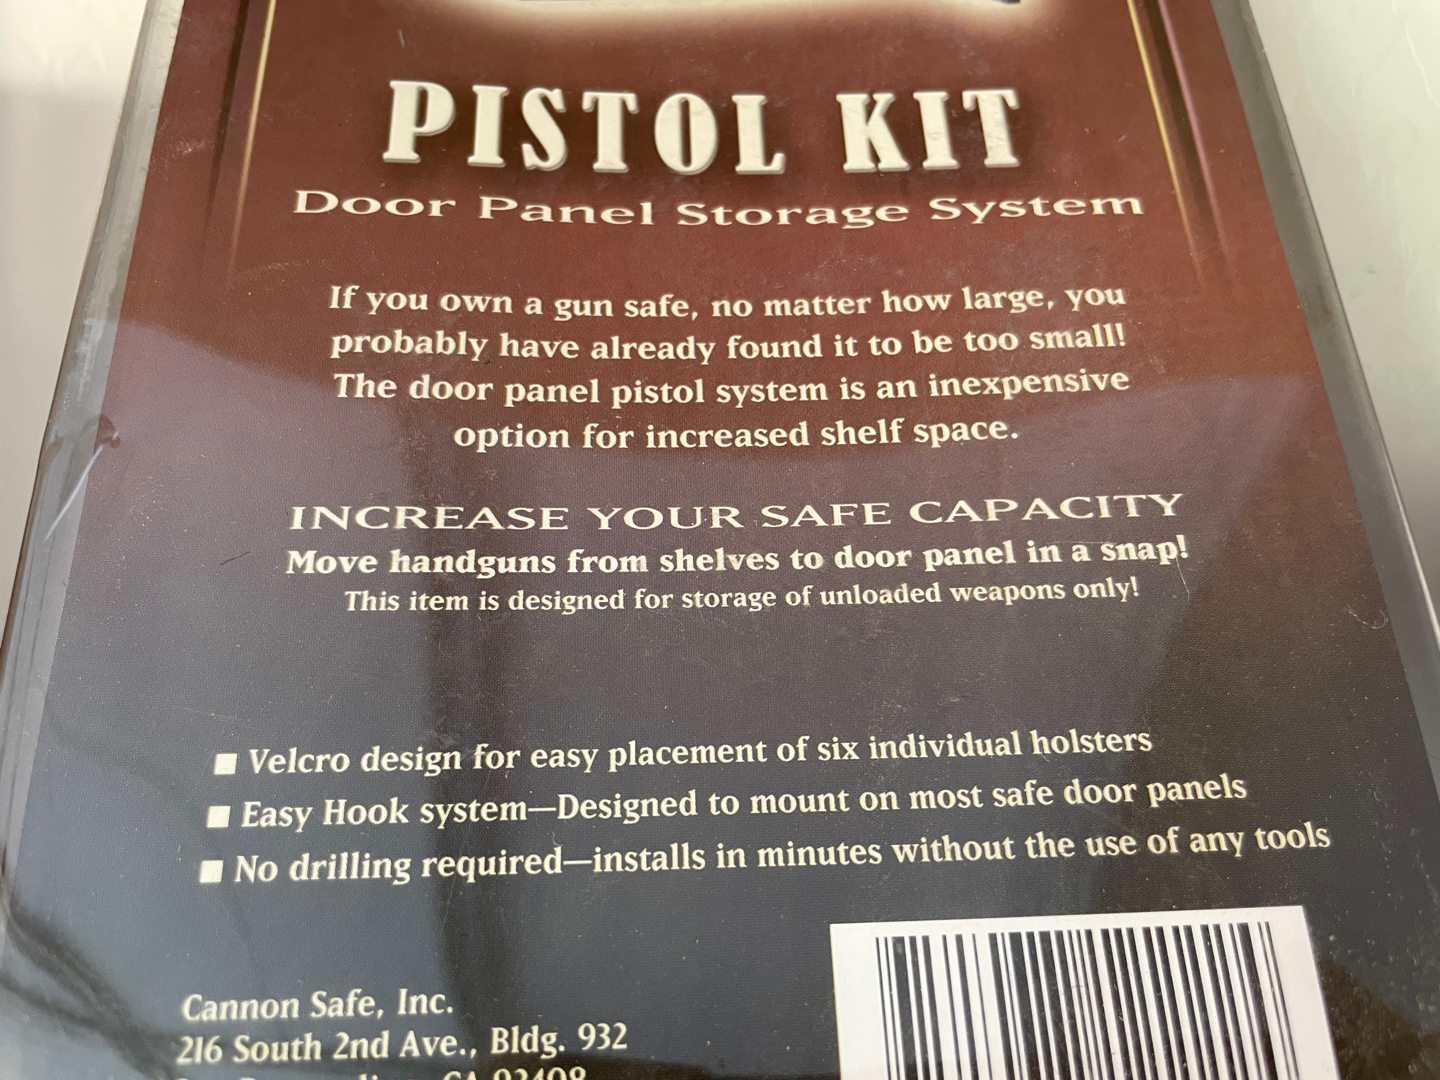 PISTOL KIT
Door Panel Storage System
If you own a gun safe, no matter how large, you
probably have already found it to be too small!
The door panel pistol system is an inexpensive
option for increased shelf space.
INCREASE YOUR SAFE CAPACITY
Move handguns from shelves to door panel in a snap!
This item is designed for storage of unloaded weapons only!
■ Velcro design for easy placement of six individual holsters
■ Easy Hook system—Designed to mount on most safe door panels
■ No drilling required—installs in minutes without the use of any tools
Cannon Safe, Inc.
216 South 2nd Ave., Bldg. 932
CA 92408